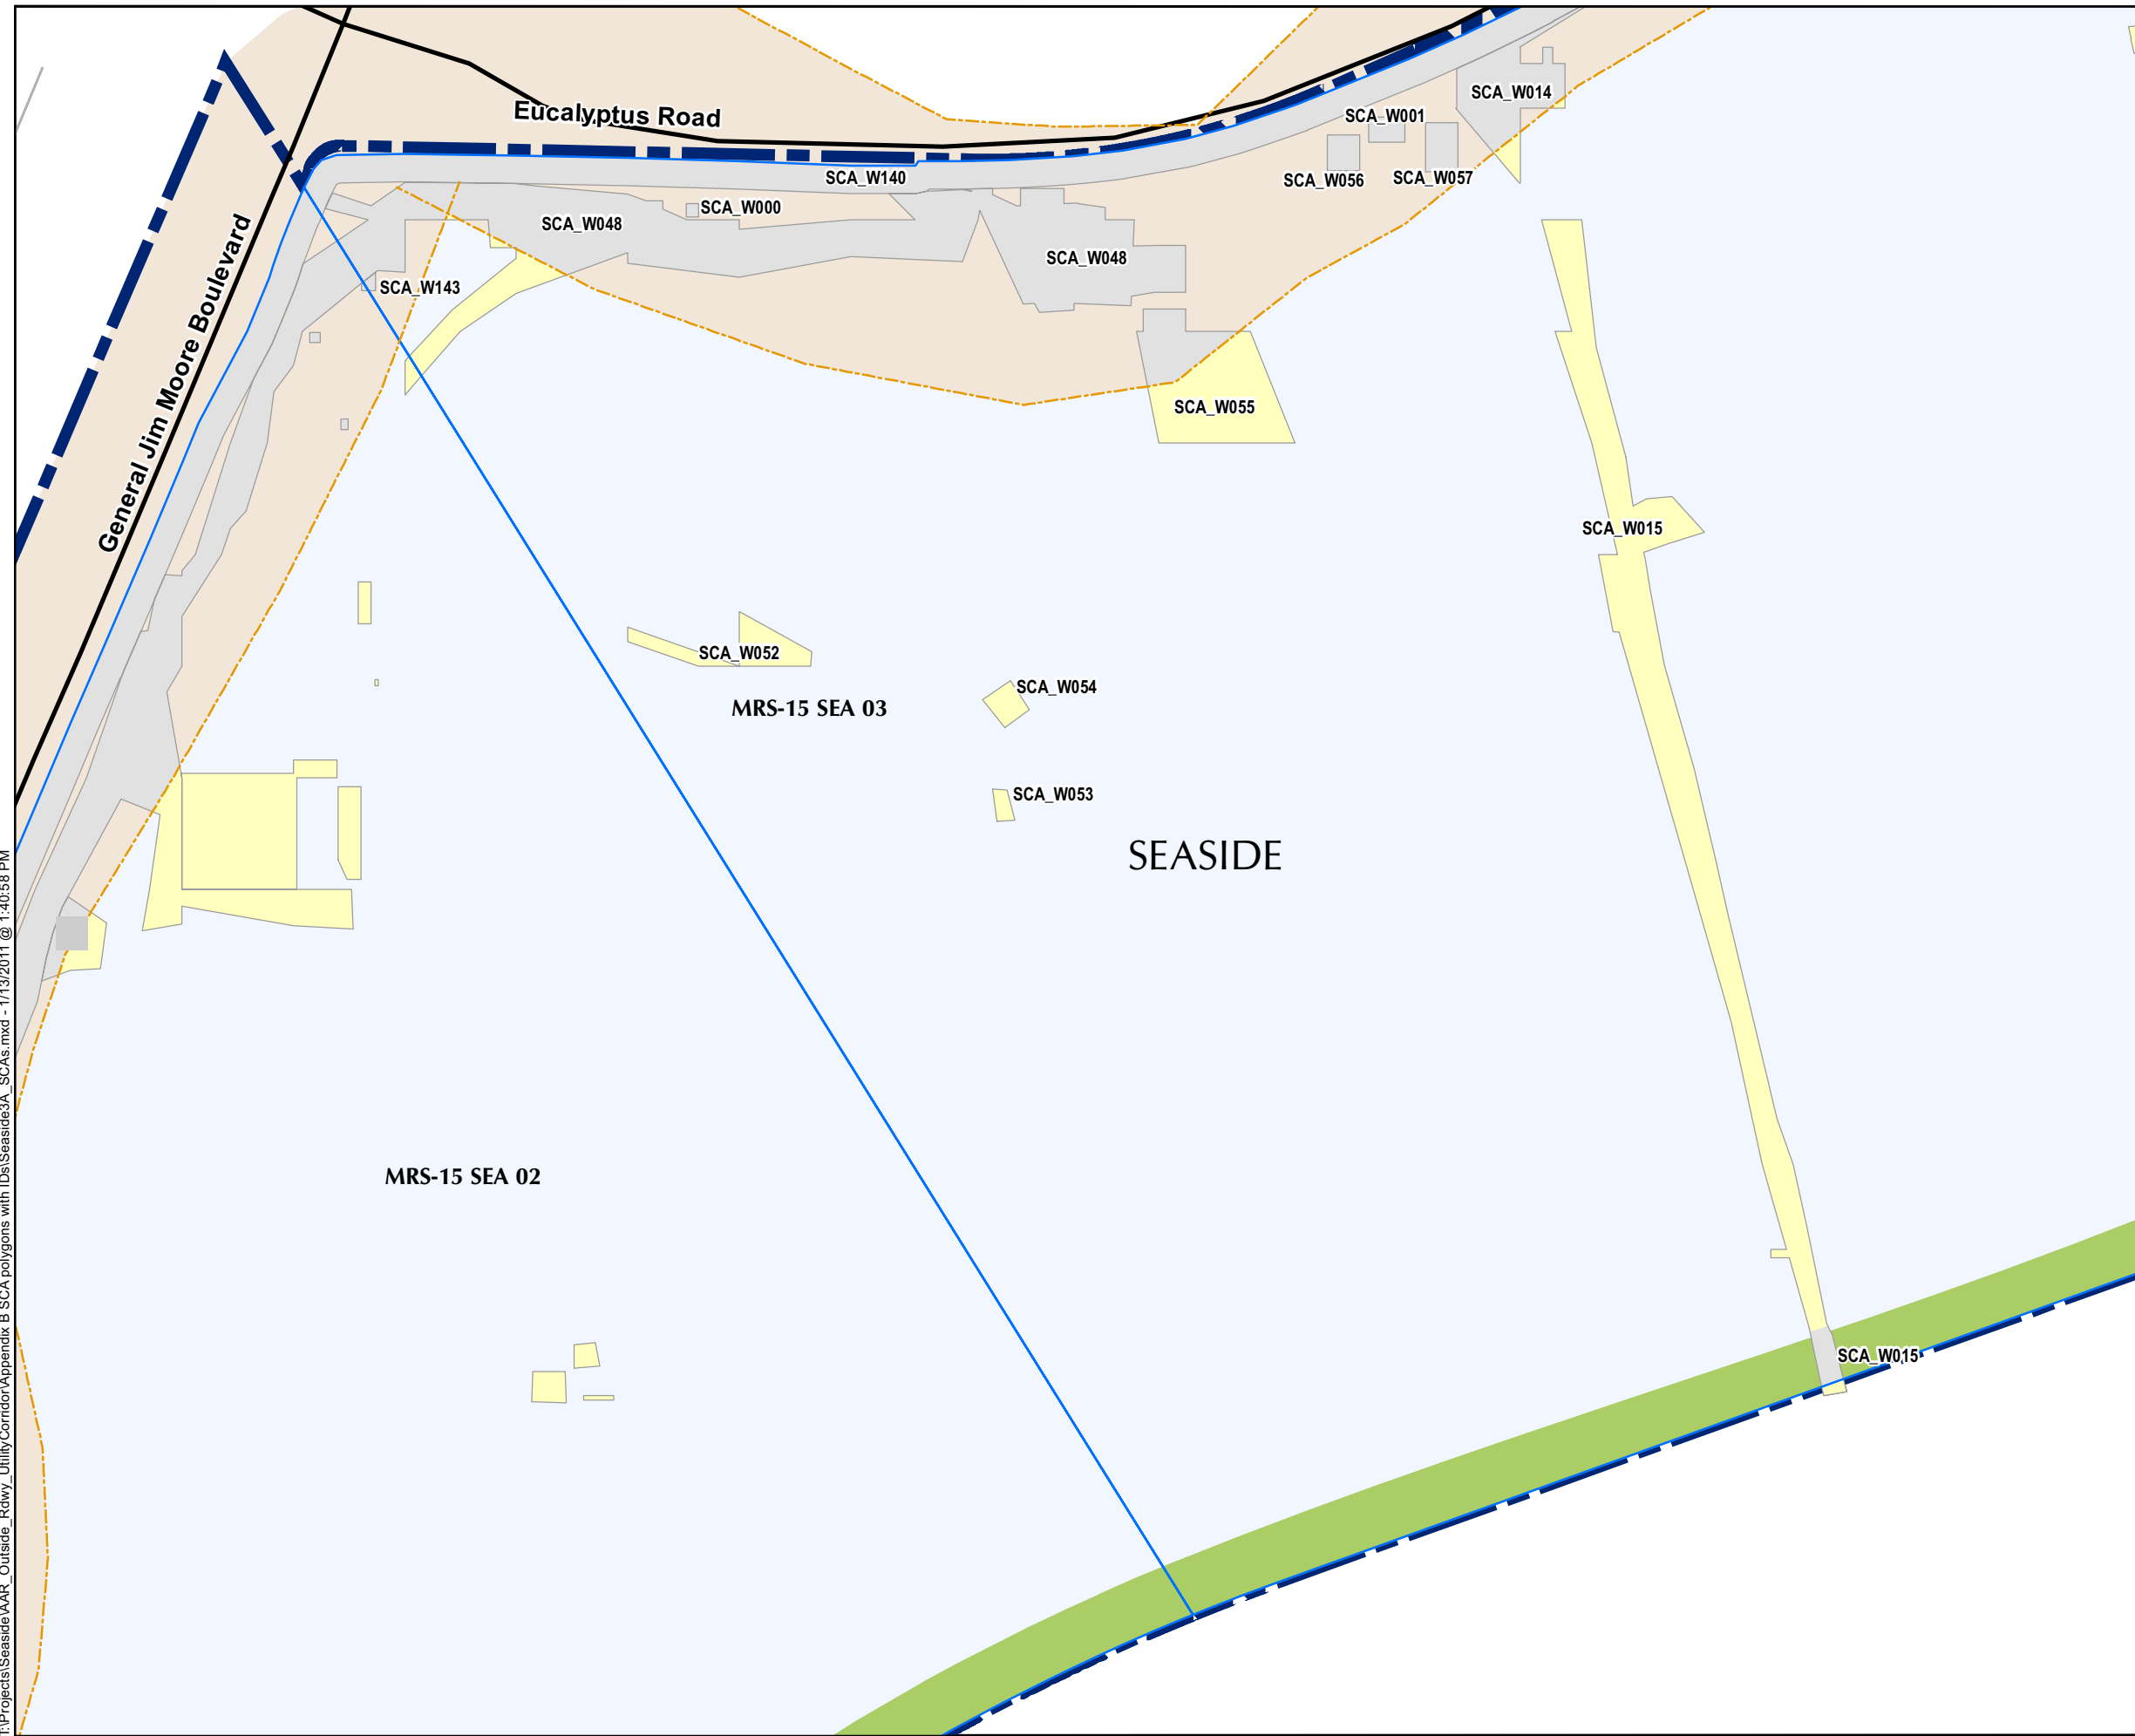 SCA_W014
Eucalyptus Road
SCA_W001
SCA_W140
SCA_W056
SCA_W057
SCA_W000
SCA_W048
SCA_W048
SCA_W143
General Jim Moore Boulevard
SCA_W055
SCA_W015
SCA_W052
SCA_W054
MRS-15 SEA 03
SCA_W053
SEASIDE
MRS-15 SEA 02
SCA_W015
T:\Projects\Seaside\AAR_Outside_Rdwy_UtilityCorridor\Appendix B SCA polygons with IDs\Seaside3A_SCAs.mxd - 1/13/2011 @ 1:40:58 PM